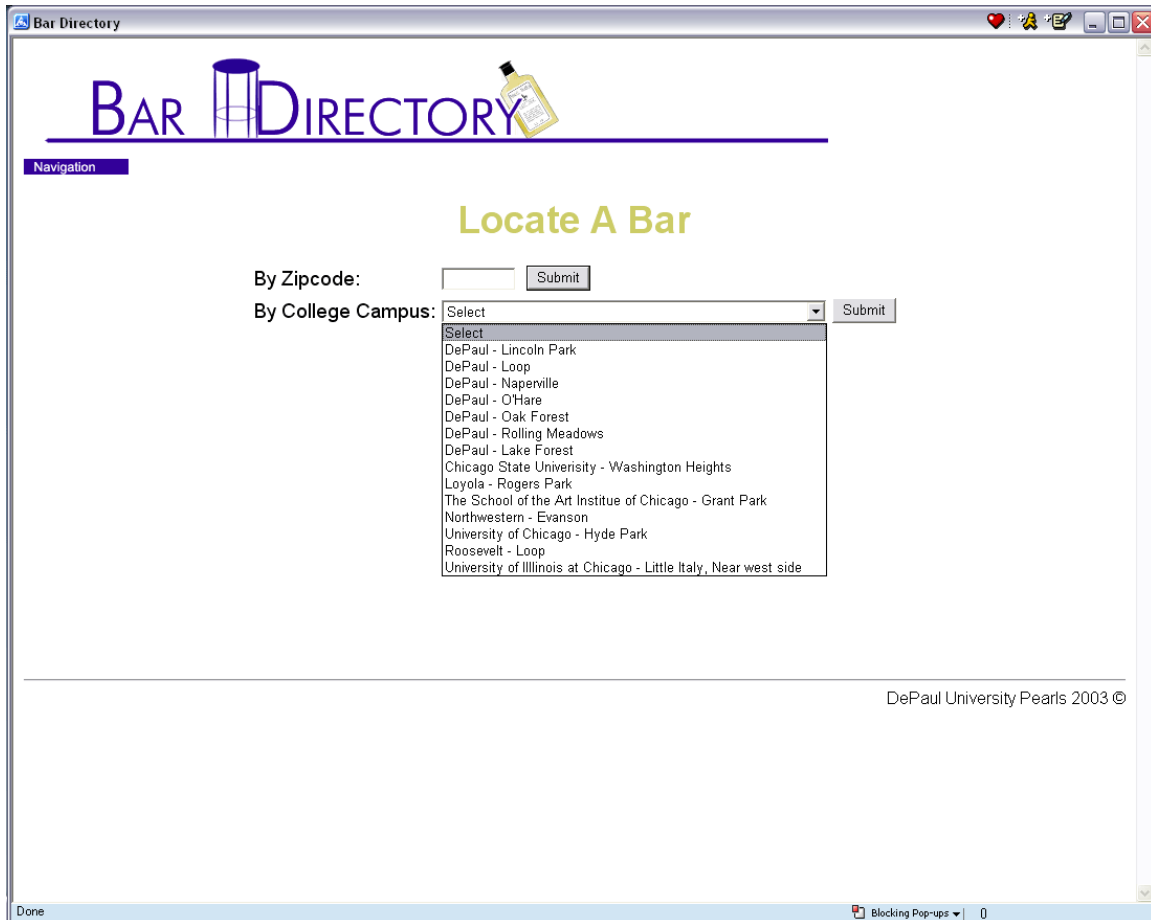 Bar Directory
BAR DIRECTORY
Navigation
Locate A Bar
By Zipcode:
Submit
By College Campus:
Select
Submit
Select
DePaul - Lincoln Park
DePaul - Loop
DePaul - Naperville
DePaul - O'Hare
DePaul - Oak Forest
DePaul - Rolling Meadows
DePaul - Lake Forest
Chicago State Univerisity - Washington Heights
Loyola - Rogers Park
The School of the Art Institue of Chicago - Grant Park
Northwestern - Evanson
University of Chicago - Hyde Park
Roosevelt - Loop
University of Illlinois at Chicago - Little Italy, Near west side
DePaul University Pearls 2003 ©
Done
Blocking Pop-ups
0